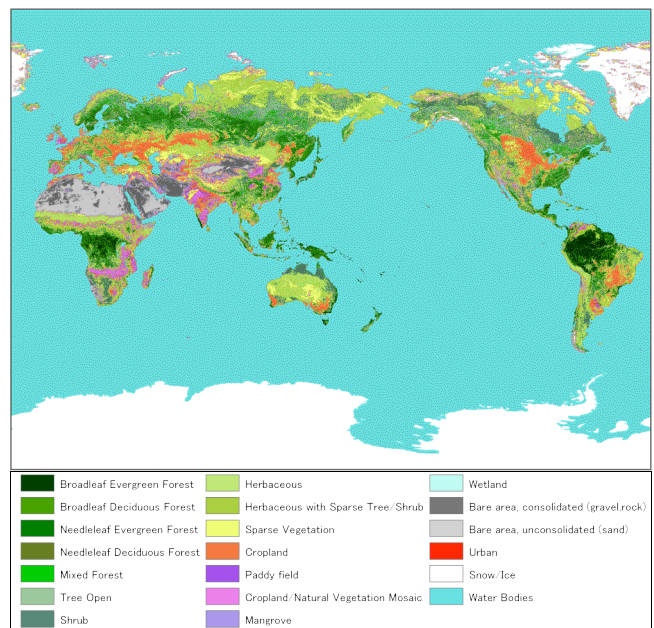 Broadleaf Evergreen Forest
Broadleaf Deciduous Forest
Needleleaf Evergreen Forest
Needleleaf Deciduous Forest
Mixed Forest
Tree Open
Shrub
Herbaceous
Herbaceous with Sparse Tree/Shrub
Sparse Vegetation
Cropland
Paddy field
Cropland/Natural Vegetation Mosaic
Mangrove
Wetland
Bare area, consolidated (gravel,rock)
Bare area, unconsolidated (sand)
Urban
Snow/Ice
Water Bodies